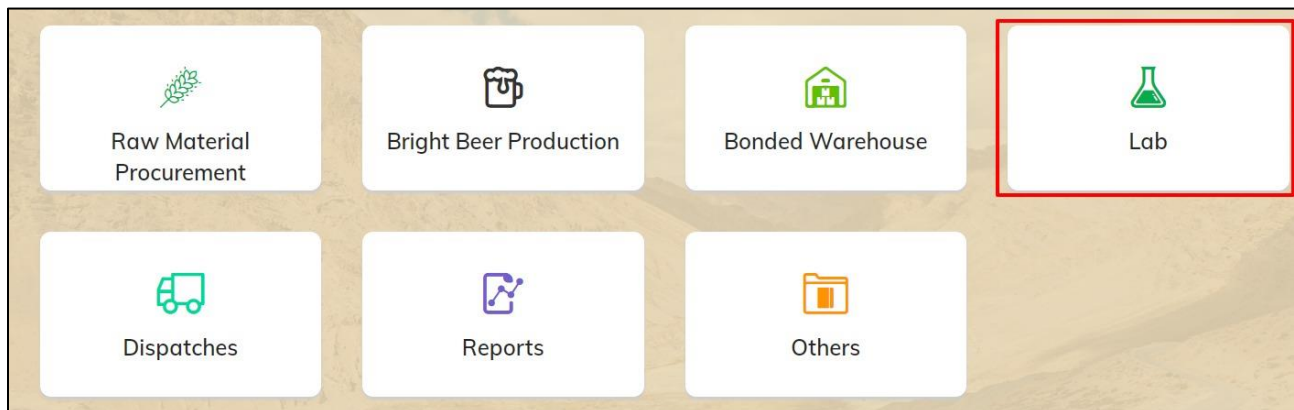 Raw Material
Procurement
Bright Beer Production
Bonded Warehouse
Lab
Dispatches
Reports
Others